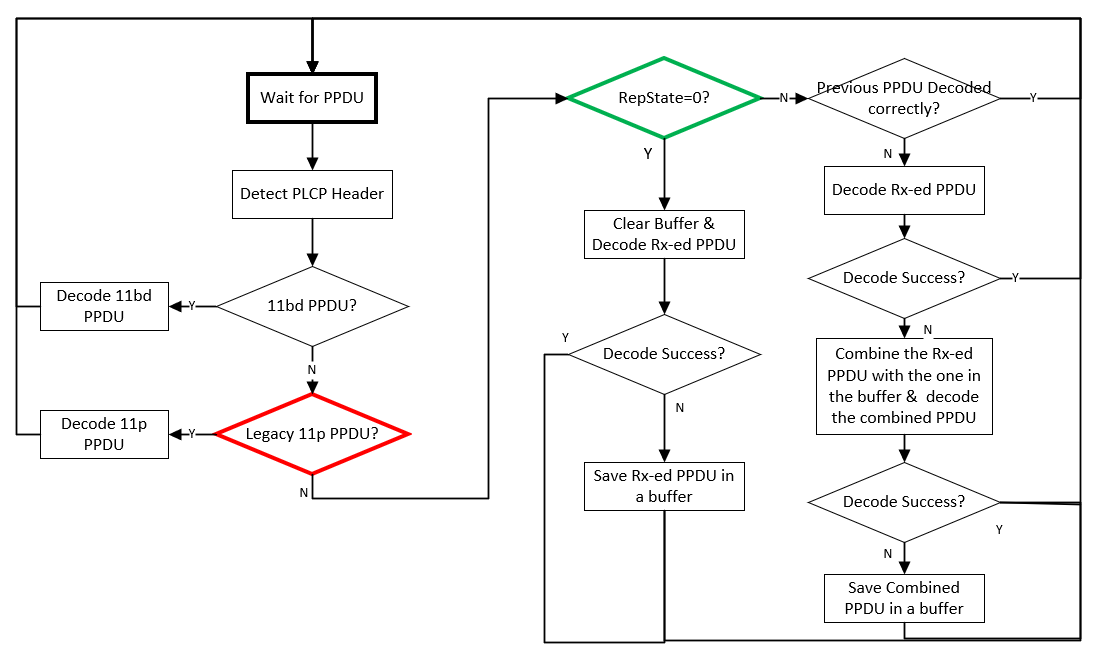 Wait for PPDU
Detect PLCP Header
11bd PPDU?
Y
Decode 11bd
PPDU
N
Legacy 11p PPDU?
Y
Decode 11p
PPDU
N
RepState=0?
Y
Clear Buffer &
Decode Rx-ed PPDU
Decode Success?
Y
N
Save Rx-ed PPDU in
a buffer
N
Previous PPDU Decoded
correctly?
Y
N
Decode Rx-ed PPDU
Decode Success?
Y
N
Combine the Rx-ed
PPDU with the one in
the buffer & decode
the combined PPDU
Decode Success?
Y
N
Save Combined
PPDU in a buffer